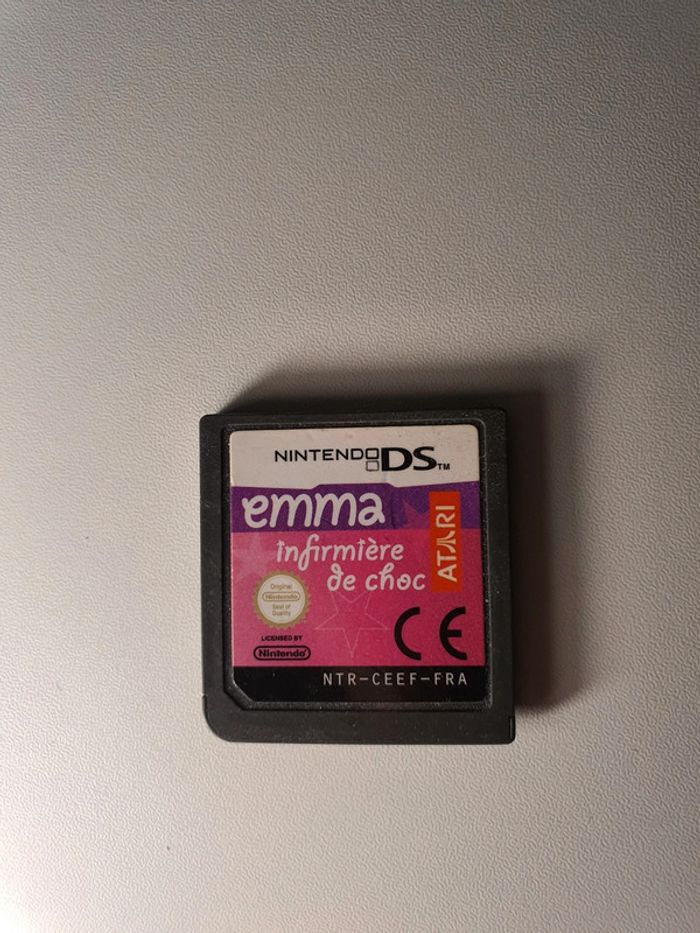 NINTENDO DS™
emma
infirmière
de choc
ATARI
Original
Nintendo
Seal of
Quality
LICENSED BY
Nintendo
CE
NTR-CEEF-FRA